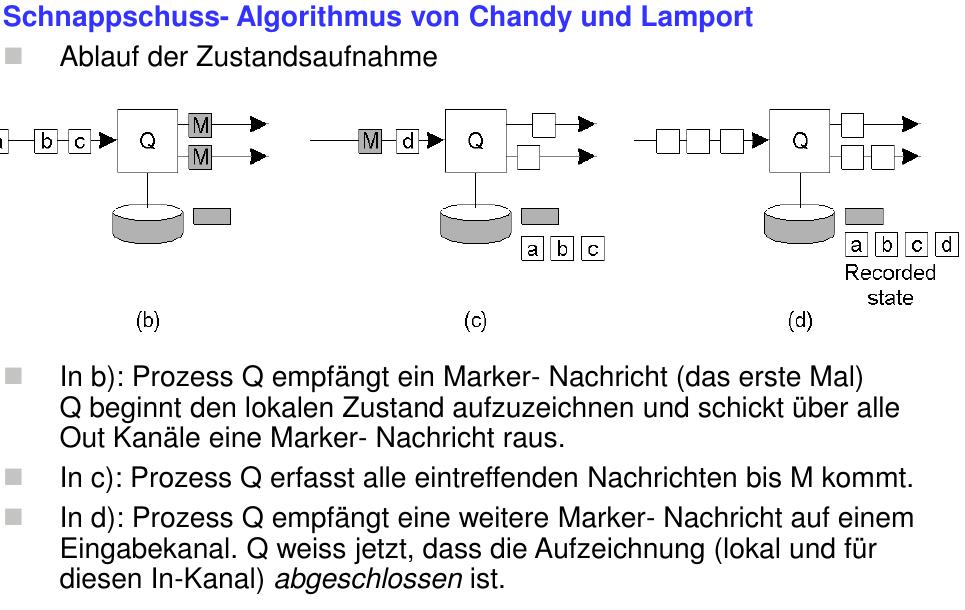 Schnappschuss- Algorithmus von Chandy und Lamport
Ablauf der Zustandsaufnahme
a b c Q M M
M d Q
Q
a b c
a b c d
Recorded
state
(b) (c) (d)
In b): Prozess Q empfängt ein Marker- Nachricht (das erste Mal)
Q beginnt den lokalen Zustand aufzuzeichnen und schickt über alle
Out Kanäle eine Marker- Nachricht raus.
In c): Prozess Q erfasst alle eintreffenden Nachrichten bis M kommt.
In d): Prozess Q empfängt eine weitere Marker- Nachricht auf einem
Eingabekanal. Q weiss jetzt, dass die Aufzeichnung (lokal und für
diesen In-Kanal) abgeschlossen ist.